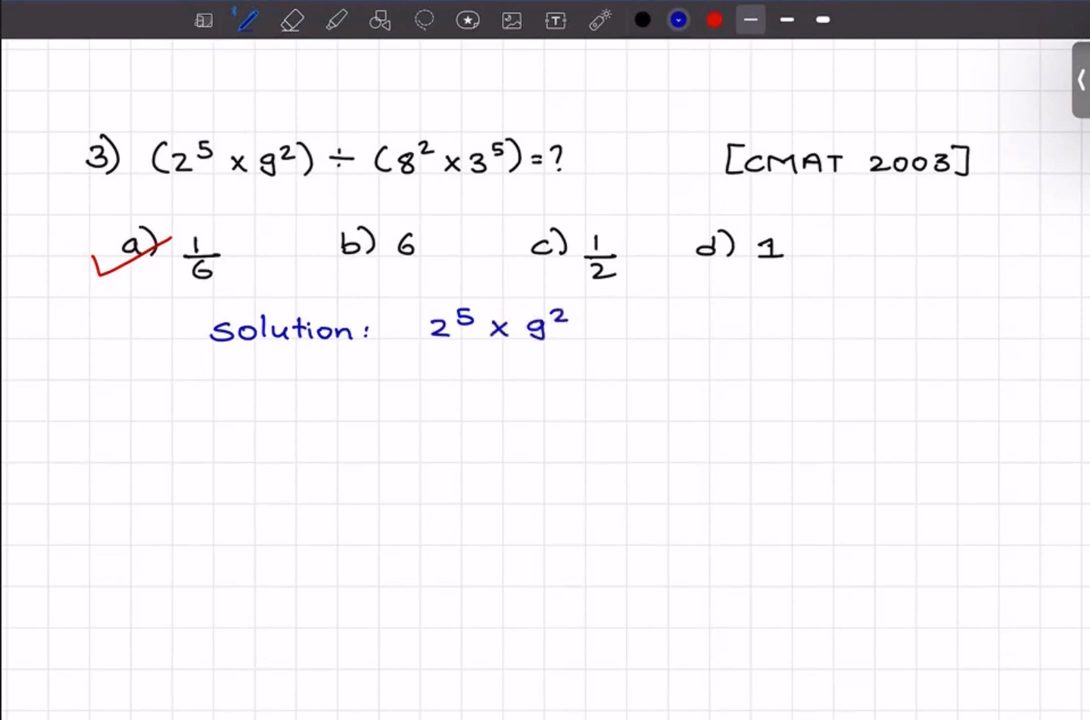 3) (2⁵ × 9²) ÷ (8² × 3⁵) = ? [CMAT 2003]
a) 1/6 b) 6 c) 1/2 d) 1
Solution: 2⁵ × 9²